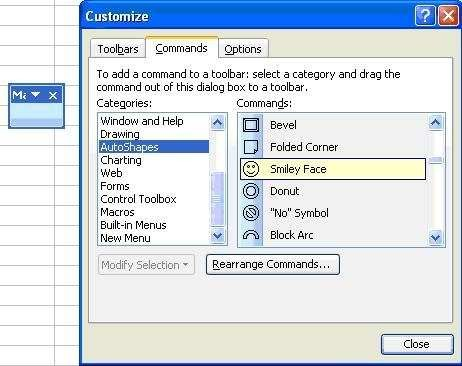 Customize
Toolbars Commands Options
To add a command to a toolbar: select a category and drag the
command out of this dialog box to a toolbar.
Categories:
Commands:
Window and Help
Drawing
AutoShapes
Charting
Web
Forms
Control Toolbox
Macros
Built-in Menus
New Menu
Bevel
Folded Corner
Smiley Face
Donut
"No" Symbol
Block Arc
Modify Selection
Rearrange Commands...
Close